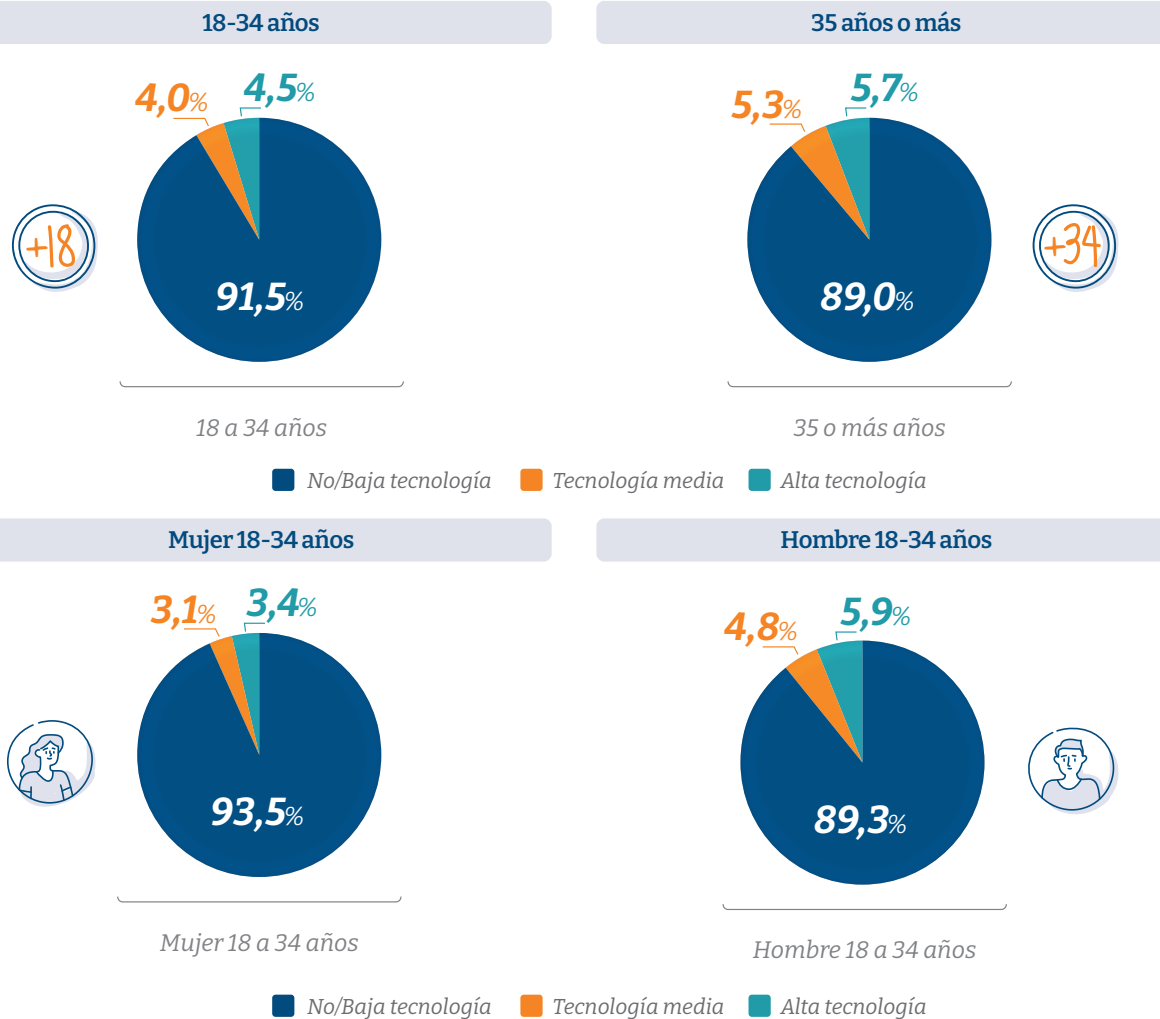 18-34 años
35 años o más
4,0%
4,5%
5,3%
5,7%
+18
91,5%
89,0%
+34
18 a 34 años
35 o más años
No/Baja tecnología Tecnología media Alta tecnología
Mujer 18-34 años
Hombre 18-34 años
3,1%
3,4%
4,8%
5,9%
93,5%
89,3%
Mujer 18 a 34 años
Hombre 18 a 34 años
No/Baja tecnología Tecnología media Alta tecnología